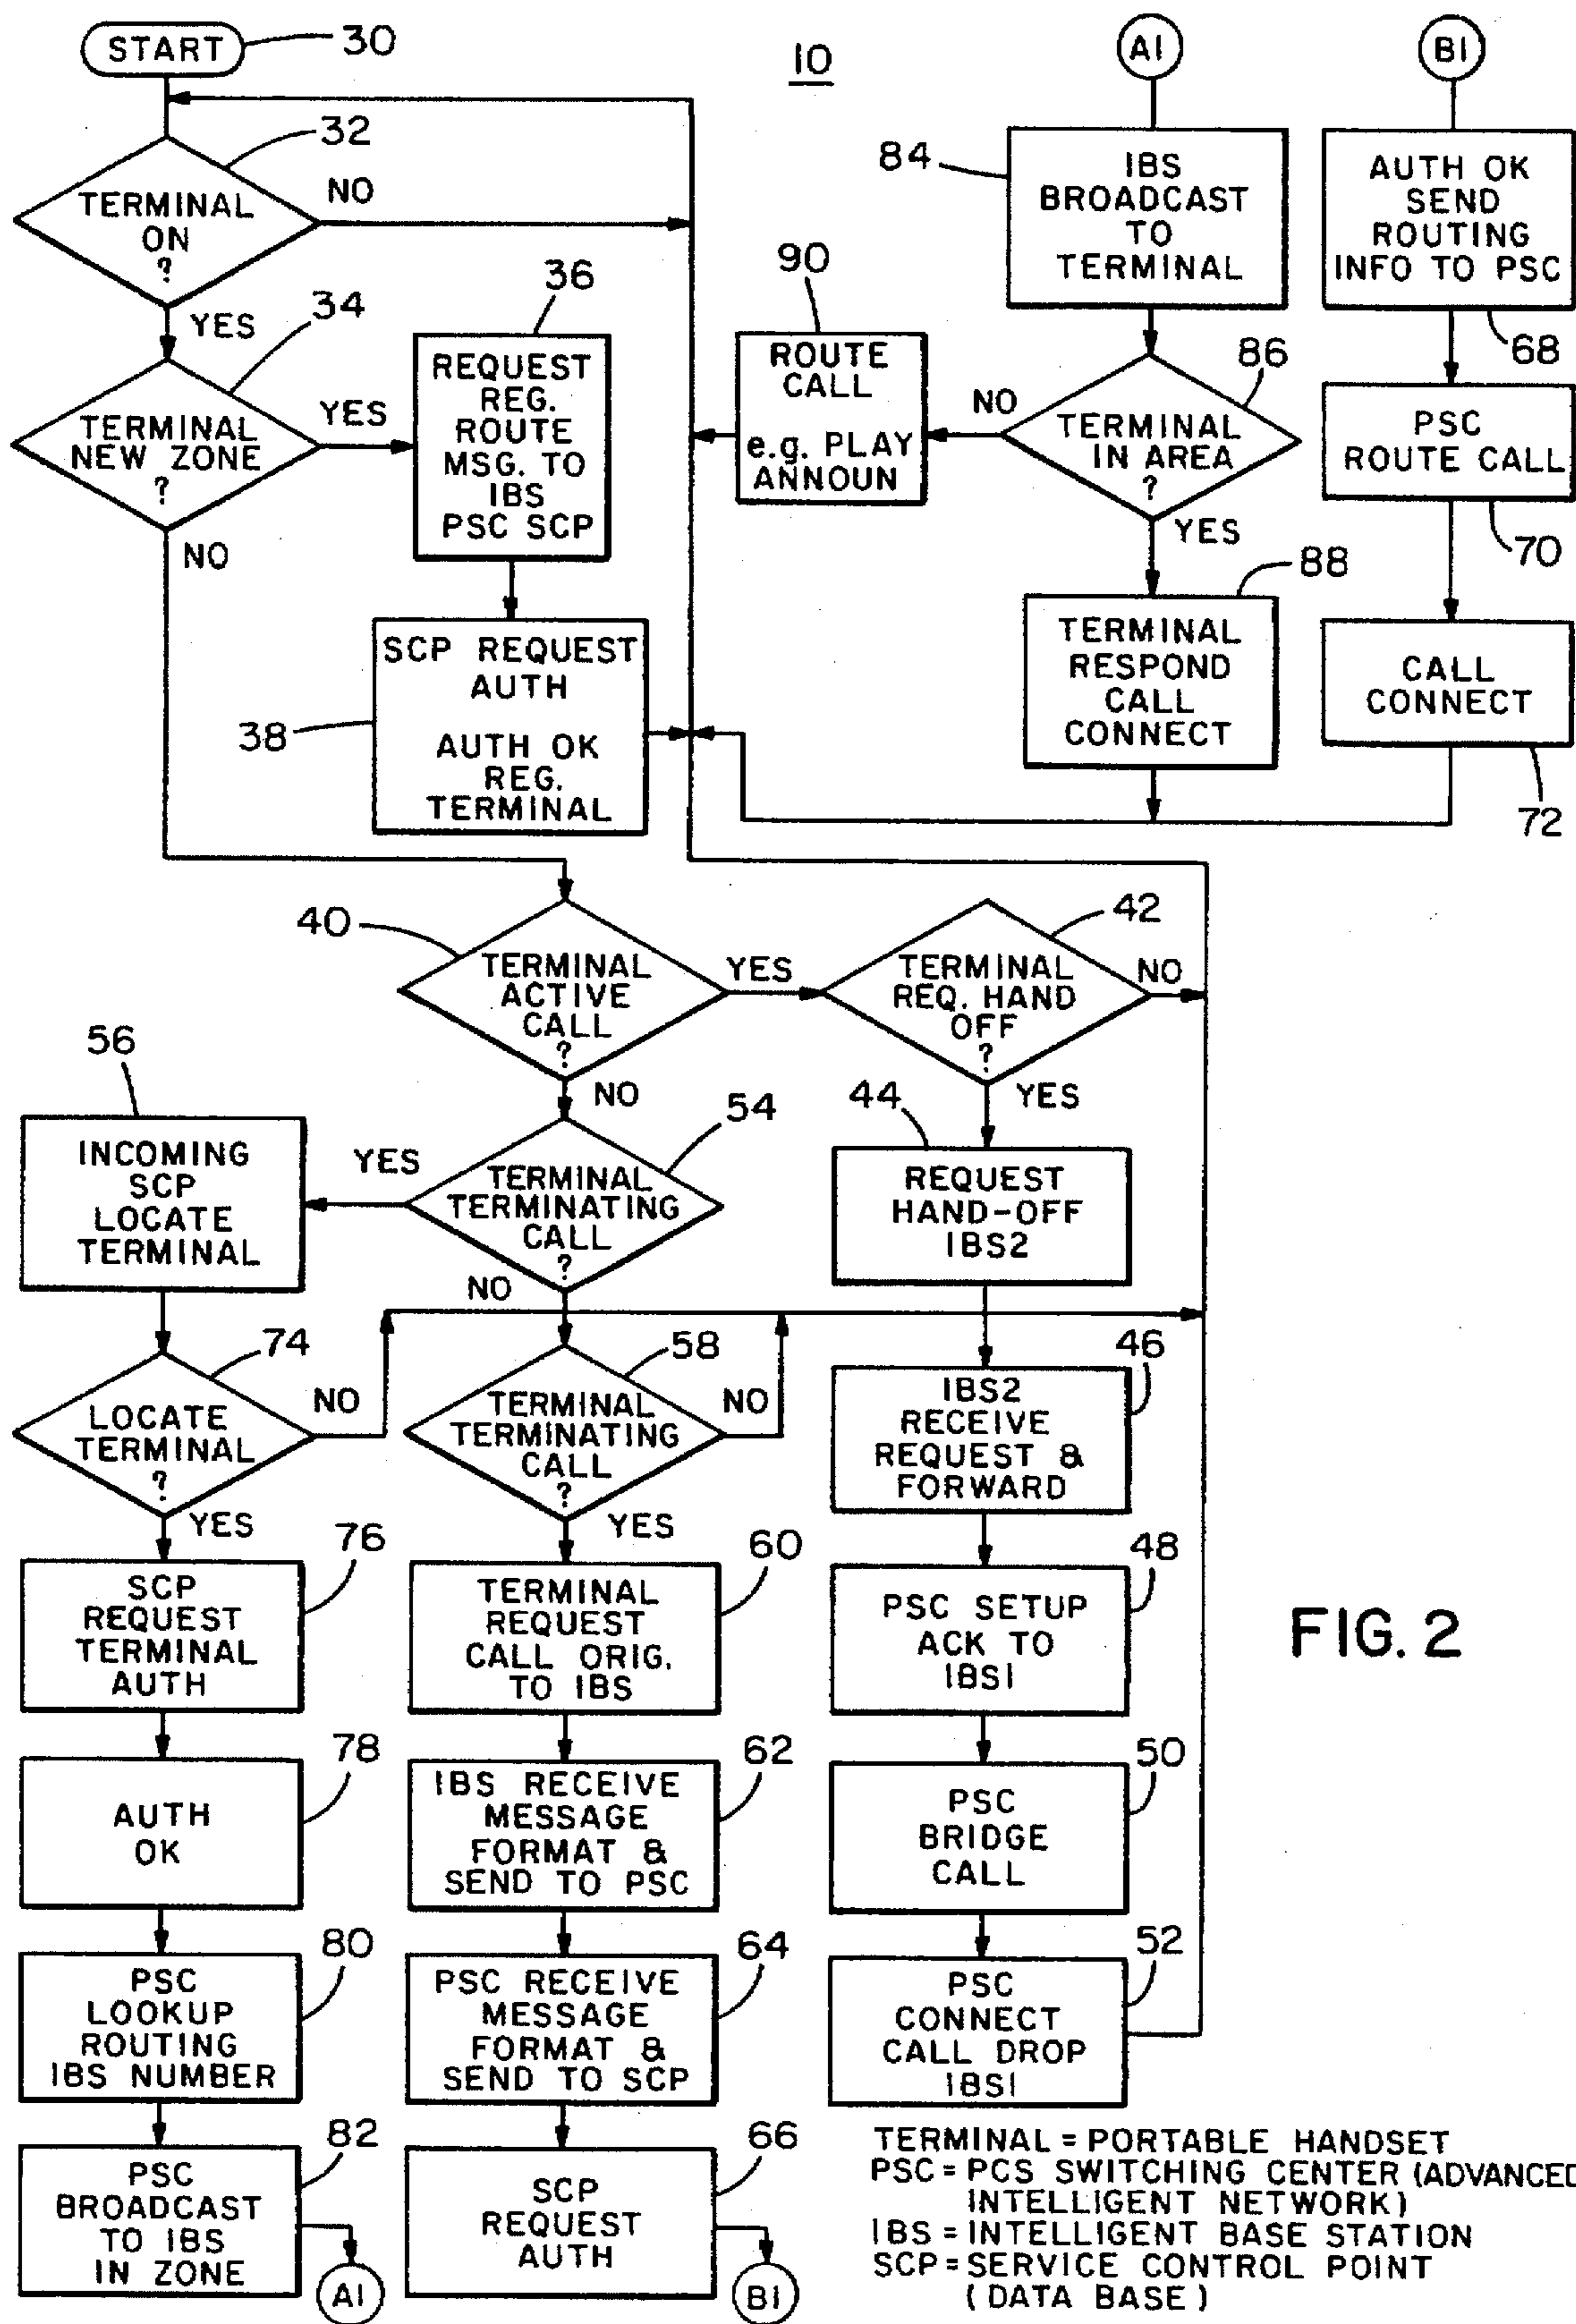 START
30
10
A1
B1
32
TERMINAL
ON
?
NO
YES
34
TERMINAL
NEW ZONE
?
YES
NO
36
REQUEST
REG.
ROUTE
MSG. TO
IBS
PSC SCP
38
SCP REQUEST
AUTH
AUTH OK
REG.
TERMINAL
84
IBS
BROADCAST
TO
TERMINAL
90
ROUTE
CALL
e.g. PLAY
ANNOUN
86
TERMINAL
IN AREA
?
NO
YES
88
TERMINAL
RESPOND
CALL
CONNECT
AUTH OK
SEND
ROUTING
INFO TO PSC
68
PSC
ROUTE CALL
70
CALL
CONNECT
72
40
TERMINAL
ACTIVE
CALL
?
YES
NO
42
TERMINAL
REQ. HAND
OFF
?
NO
YES
56
INCOMING
SCP
LOCATE
TERMINAL
54
TERMINAL
TERMINATING
CALL
?
YES
NO
44
REQUEST
HAND-OFF
IBS2
74
LOCATE
TERMINAL
?
NO
YES
58
TERMINAL
TERMINATING
CALL
?
NO
YES
46
IBS2
RECEIVE
REQUEST &
FORWARD
76
SCP
REQUEST
TERMINAL
AUTH
60
TERMINAL
REQUEST
CALL ORIG.
TO IBS
48
PSC SETUP
ACK TO
IBS1
FIG. 2
78
AUTH
OK
62
IBS RECEIVE
MESSAGE
FORMAT &
SEND TO PSC
50
PSC
BRIDGE
CALL
80
PSC
LOOKUP
ROUTING
IBS NUMBER
64
PSC RECEIVE
MESSAGE
FORMAT &
SEND TO SCP
52
PSC
CONNECT
CALL DROP
IBS1
82
PSC
BROADCAST
TO IBS
IN ZONE
A1
66
SCP
REQUEST
AUTH
B1
TERMINAL = PORTABLE HANDSET
PSC = PCS SWITCHING CENTER (ADVANCED
INTELLIGENT NETWORK)
IBS = INTELLIGENT BASE STATION
SCP = SERVICE CONTROL POINT
(DATA BASE)